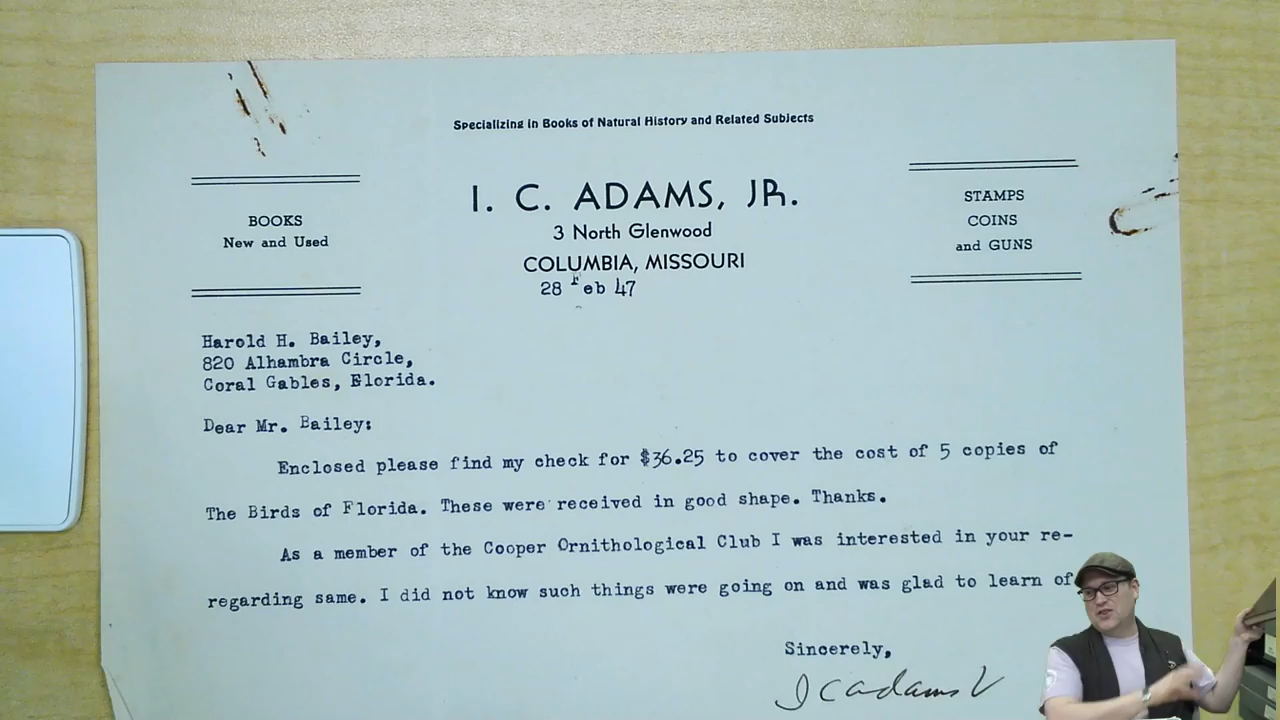 Specializing in Books of Natural History and Related Subjects
BOOKS
New and Used
I. C. ADAMS, JR.
3 North Glenwood
COLUMBIA, MISSOURI
28 Feb 47
STAMPS
COINS
and GUNS
Harold H. Bailey,
820 Alhambra Circle,
Coral Gables, Florida.
Dear Mr. Bailey:
Enclosed please find my check for $36.25 to cover the cost of 5 copies of
The Birds of Florida. These were received in good shape. Thanks.
As a member of the Cooper Ornithological Club I was interested in your re-
regarding same. I did not know such things were going on and was glad to learn of
Sincerely,
I C Adams